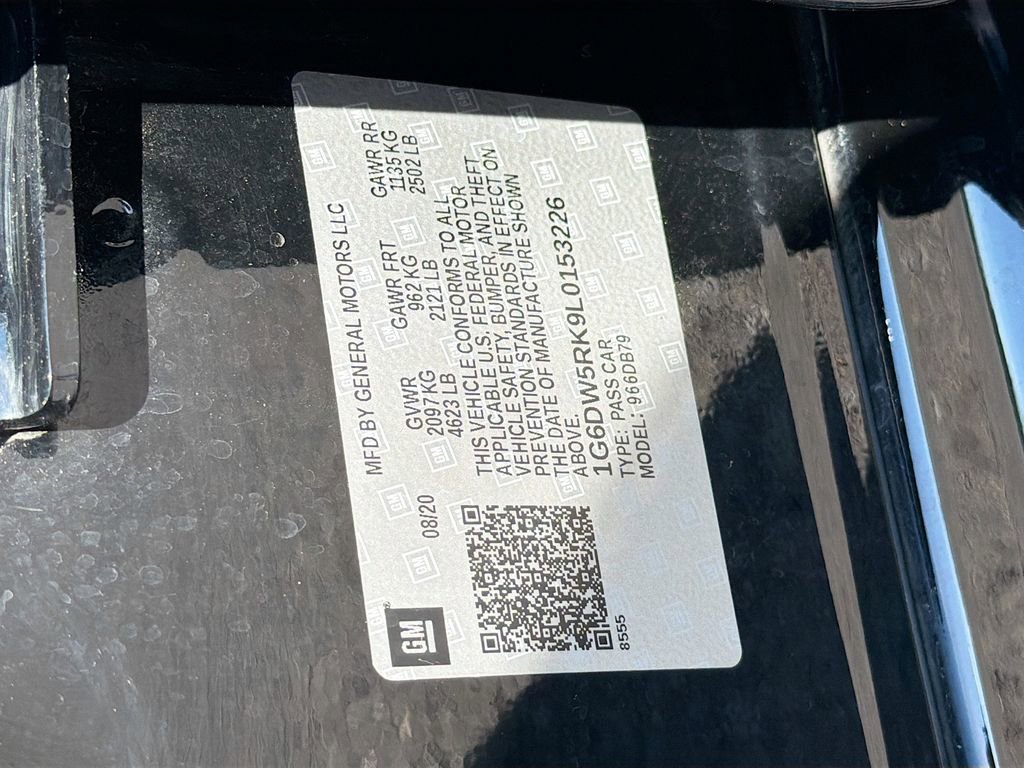 GM
MFD BY GENERAL MOTORS LLC
08/20
GVWR GAWR FRT GAWR RR
2097 KG 962 KG 1135 KG
4623 LB 2121 LB 2502 LB
THIS VEHICLE CONFORMS TO ALL
APPLICABLE U.S. FEDERAL MOTOR
VEHICLE SAFETY, BUMPER, AND THEFT
PREVENTION STANDARDS IN EFFECT ON
THE DATE OF MANUFACTURE SHOWN
ABOVE.
1G6DW5RK9L0153226
TYPE: PASS CAR
MODEL: 966DB79
8555